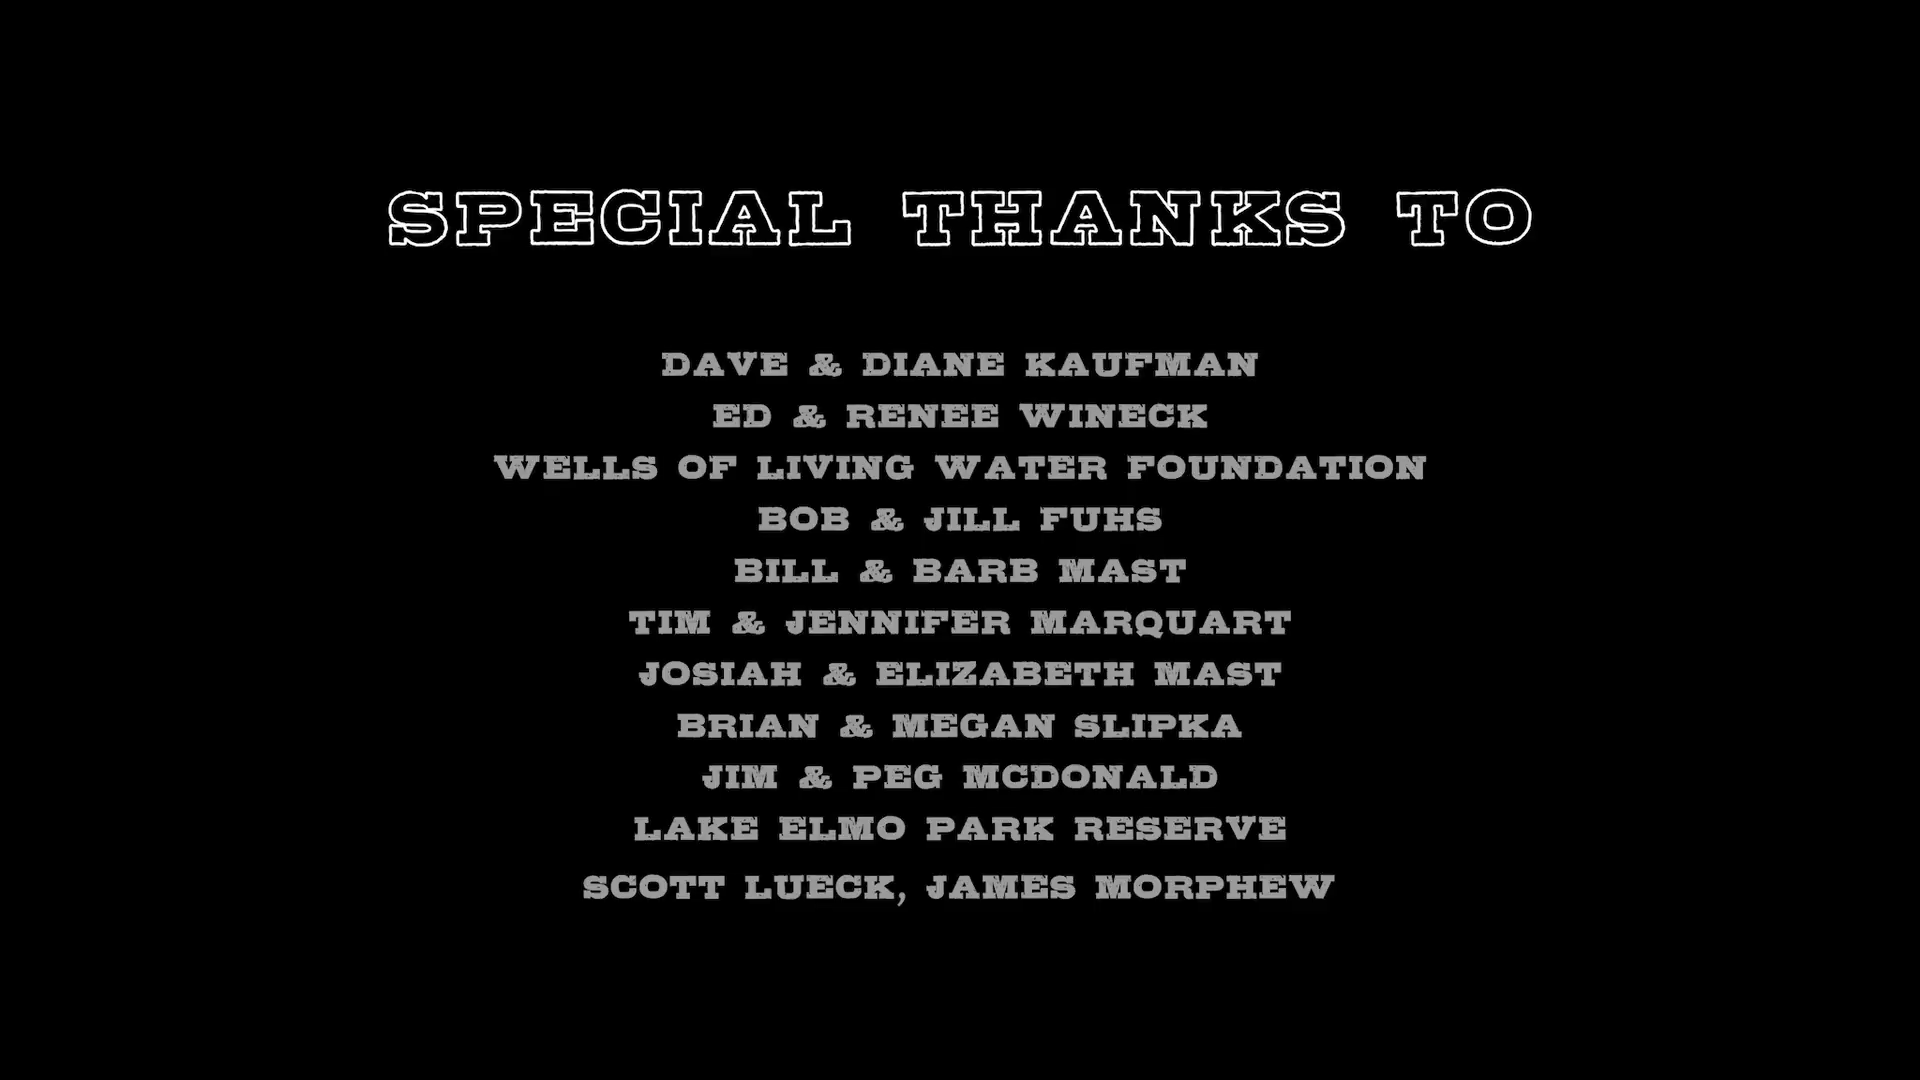 SPECIAL THANKS TO
DAVE & DIANE KAUFMAN
ED & RENEE WINECK
WELLS OF LIVING WATER FOUNDATION
BOB & JILL FUHS
BILL & BARB MAST
TIM & JENNIFER MARQUART
JOSIAH & ELIZABETH MAST
BRIAN & MEGAN SLIPKA
JIM & PEG MCDONALD
LAKE ELMO PARK RESERVE
SCOTT LUECK, JAMES MORPHEW